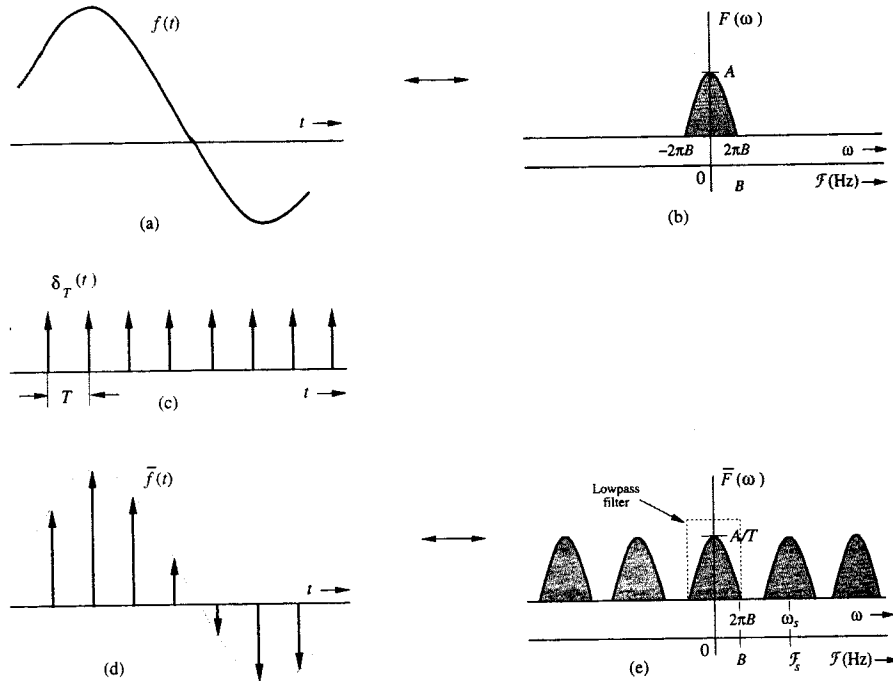 f(t)
t
(a)
F(ω)
A
−2πB 2πB ω
0 B ℱ(Hz)
(b)
δ_T(t)
T
t
(c)
f̅(t)
t
(d)
F̅(ω)
Lowpass
filter
A/T
2πB ω_s ω
0 B ℱ_s ℱ(Hz)
(e)